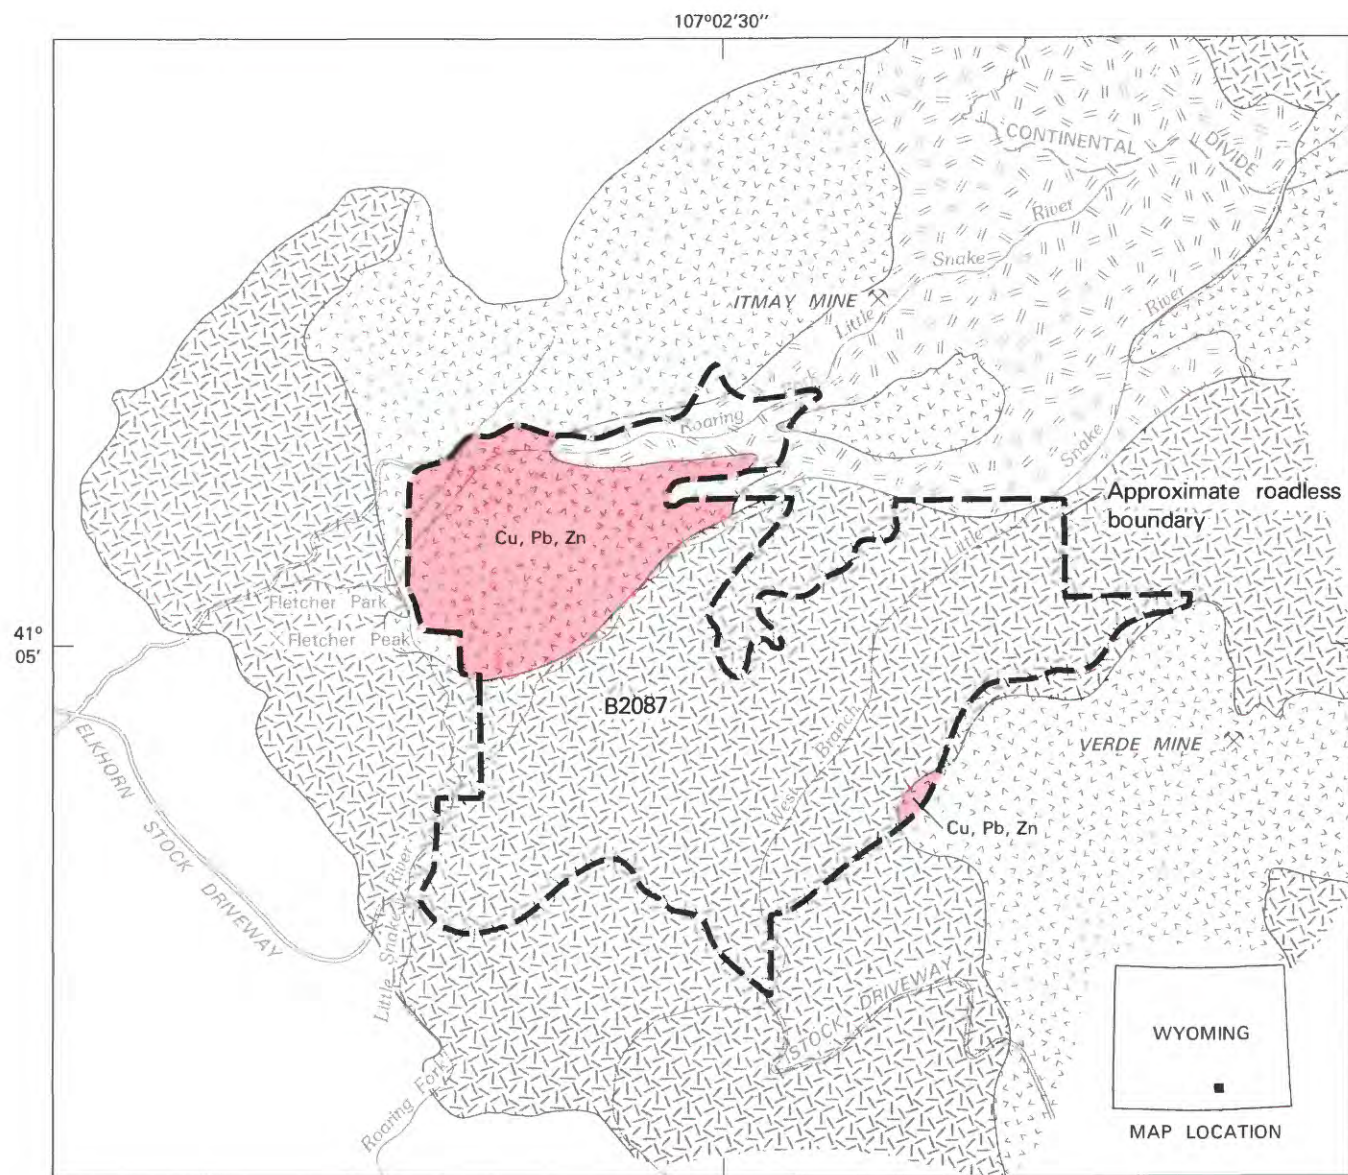 107°02'30"
CONTINENTAL
DIVIDE
River
Snake
Little
ITMAY MINE
River
Roaring
Snake
Approximate roadless
boundary
Little
Cu, Pb, Zn
Fletcher Park
Fletcher Peak
41°
05'
B2087
Branch
West
VERDE MINE
ELKHORN
STOCK DRIVEWAY
Cu, Pb, Zn
River
Snake
Little
STOCK DRIVEWAY
Roaring Fork
WYOMING
MAP LOCATION